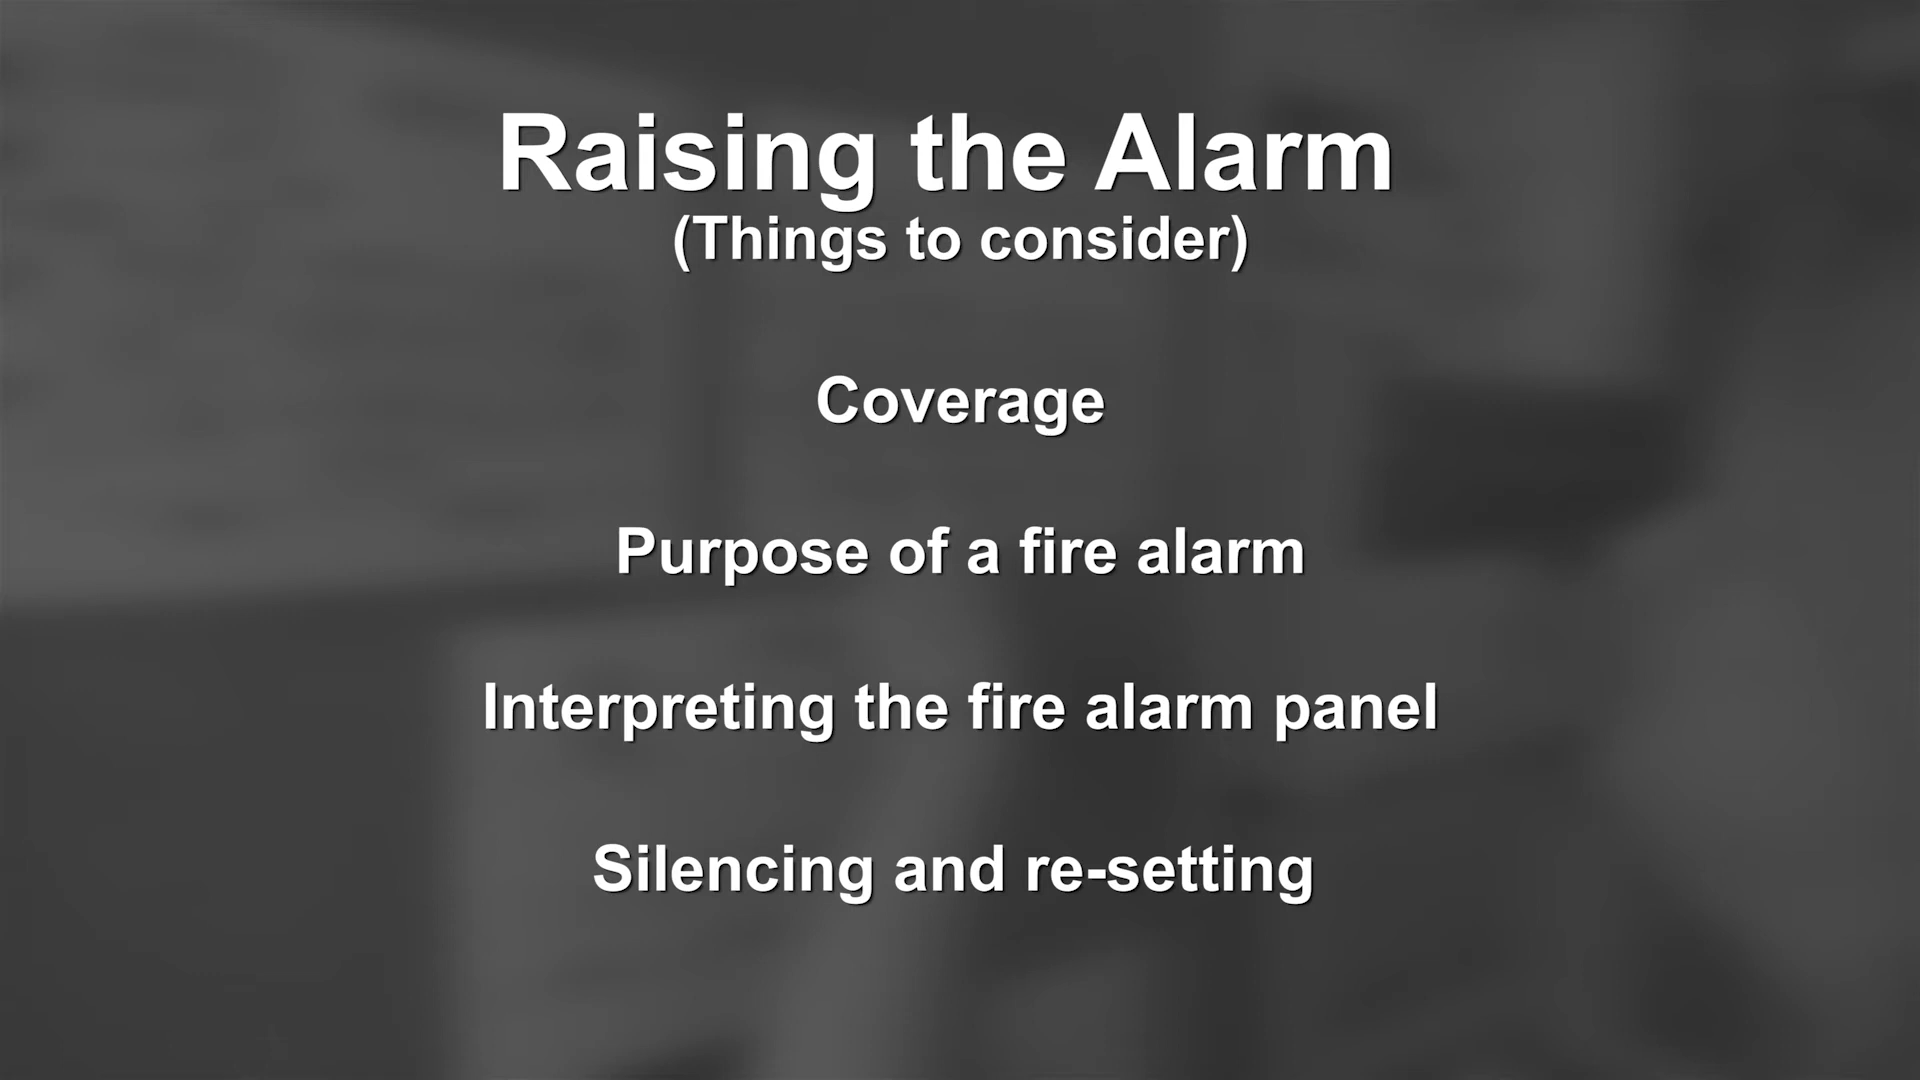 Raising the Alarm
(Things to consider)
Coverage
Purpose of a fire alarm
Interpreting the fire alarm panel
Silencing and re-setting